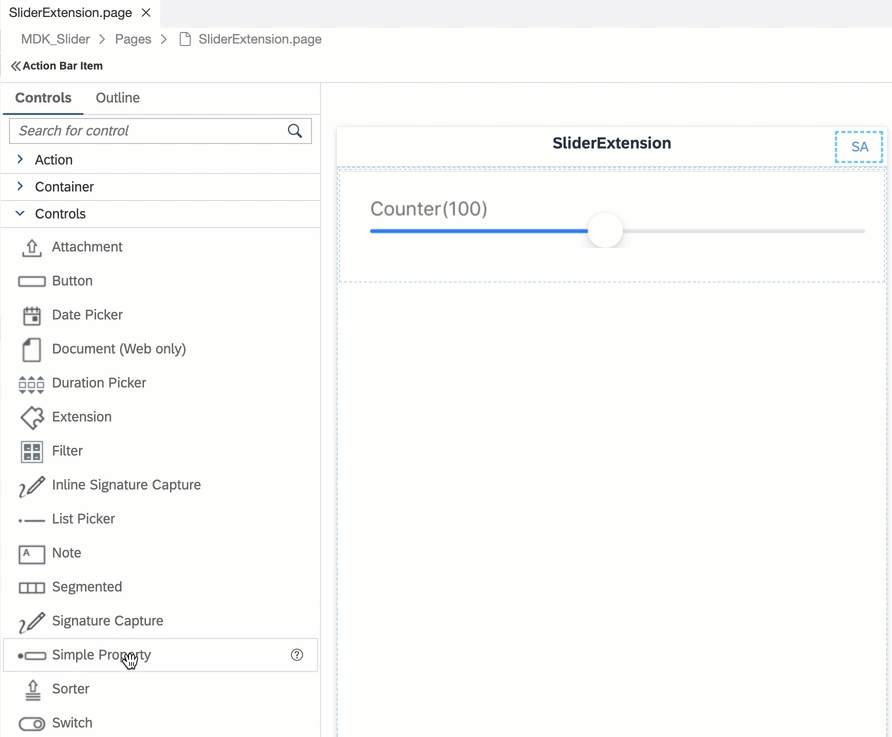 SliderExtension.page
MDK_Slider > Pages > SliderExtension.page
Action Bar Item
Controls Outline
Search for control
Action
Container
Controls
Attachment
Button
Date Picker
Document (Web only)
Duration Picker
Extension
Filter
Inline Signature Capture
List Picker
Note
Segmented
Signature Capture
Simple Property
Sorter
Switch
SliderExtension
SA
Counter(100)